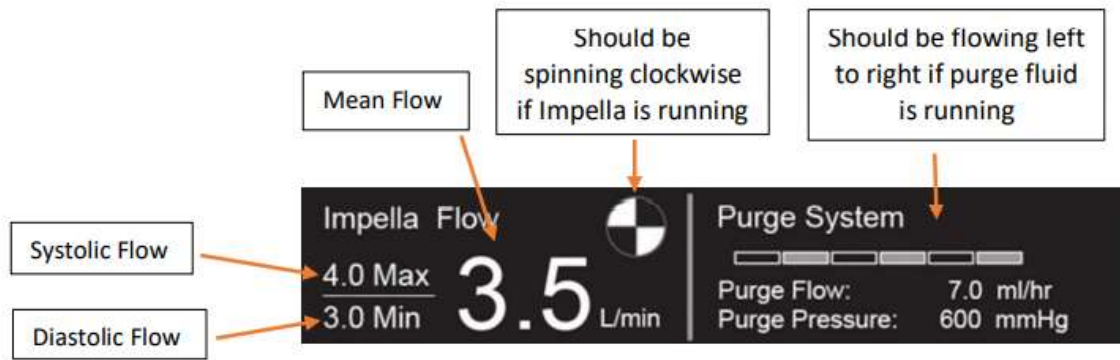 Should be
spinning clockwise
if Impella is running
Should be flowing left
to right if purge fluid
is running
Mean Flow
Systolic Flow
Diastolic Flow
Impella Flow
4.0 Max
3.0 Min
3.5 L/min
Purge System
Purge Flow: 7.0 ml/hr
Purge Pressure: 600 mmHg